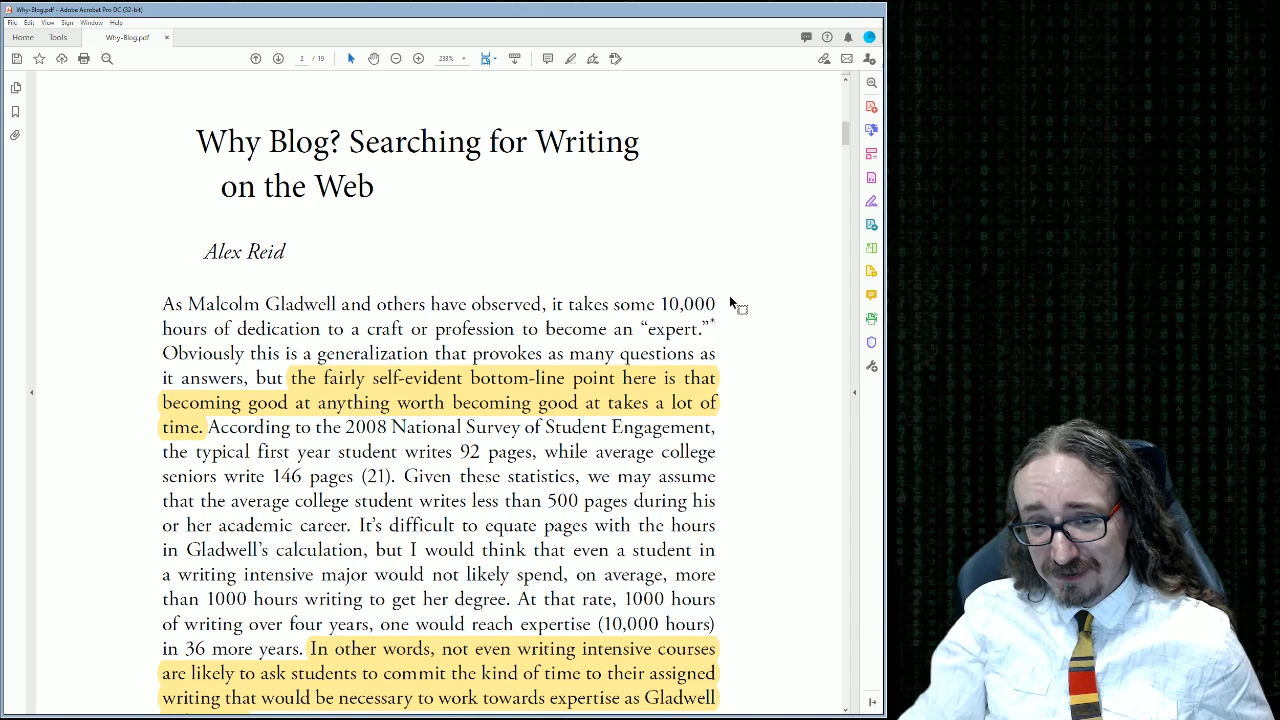 Why-Blog.pdf - Adobe Acrobat Pro DC (32-bit)
File Edit View Sign Window Help
Home Tools Why-Blog.pdf ×
2 / 19 238%
Why Blog? Searching for Writing
on the Web
Alex Reid
As Malcolm Gladwell and others have observed, it takes some 10,000
hours of dedication to a craft or profession to become an “expert.”*
Obviously this is a generalization that provokes as many questions as
it answers, but the fairly self-evident bottom-line point here is that
becoming good at anything worth becoming good at takes a lot of
time. According to the 2008 National Survey of Student Engagement,
the typical first year student writes 92 pages, while average college
seniors write 146 pages (21). Given these statistics, we may assume
that the average college student writes less than 500 pages during his
or her academic career. It’s difficult to equate pages with the hours
in Gladwell’s calculation, but I would think that even a student in
a writing intensive major would not likely spend, on average, more
than 1000 hours writing to get her degree. At that rate, 1000 hours
of writing over four years, one would reach expertise (10,000 hours)
in 36 more years. In other words, not even writing intensive courses
are likely to ask students to commit the kind of time to their assigned
writing that would be necessary to work towards expertise as Gladwell